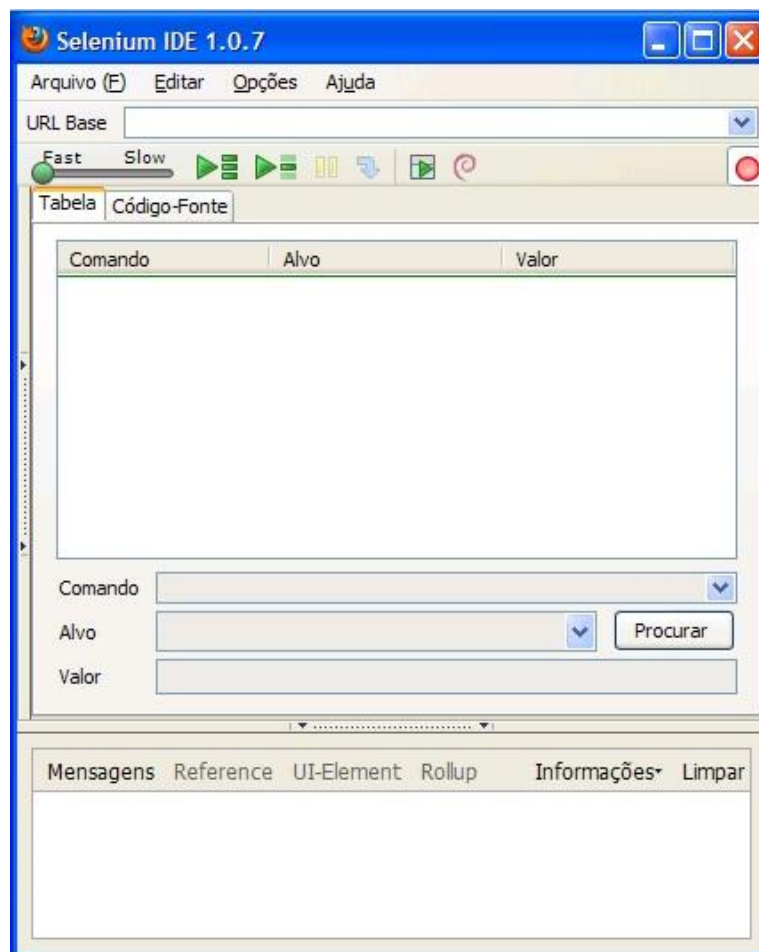 Selenium IDE 1.0.7
Arquivo (F) Editar Opções Ajuda
URL Base
Fast Slow
Tabela Código-Fonte
Comando Alvo Valor
Comando
Alvo Procurar
Valor
Mensagens Reference UI-Element Rollup Informações Limpar